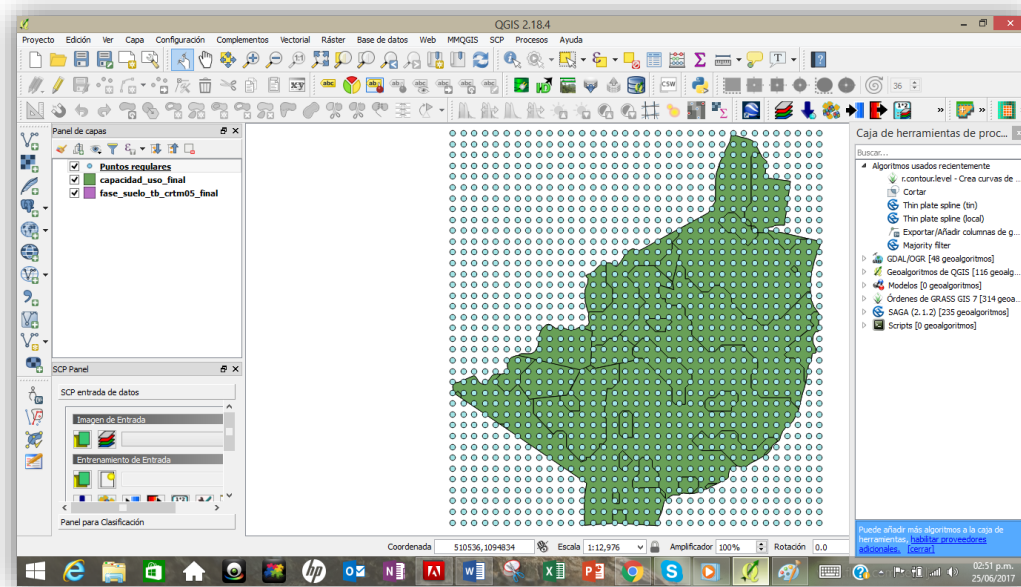 QGIS 2.18.4
Proyecto Edición Ver Capa Configuración Complementos Vectorial Ráster Base de datos Web MMQGIS SCP Procesos Ayuda
Panel de capas
Puntos regulares
capacidad_uso_final
fase_suelo_tb_crtm05_final
SCP Panel
SCP entrada de datos
Imagen de Entrada
Entrenamiento de Entrada
Panel para Clasificación
Caja de herramientas de proc...
Buscar...
Algoritmos usados recientemente
r.contour.level - Crea curvas de ...
Cortar
Thin plate spline (tin)
Thin plate spline (local)
Exportar/Añadir columnas de g...
Majority filter
GDAL/OGR [48 geoalgoritmos]
Geoalgoritmos de QGIS [116 geoalg...
Modelos [0 geoalgoritmos]
Órdenes de GRASS GIS 7 [314 geoa...
SAGA (2.1.2) [235 geoalgoritmos]
Scripts [0 geoalgoritmos]
Puede añadir más algoritmos a la caja de
herramientas, habilitar proveedores
adicionales. [cerrar]
Coordenada 510536,1094834 Escala 1:12,976 Amplificador 100% Rotación 0.0
02:51 p.m.
25/06/2017